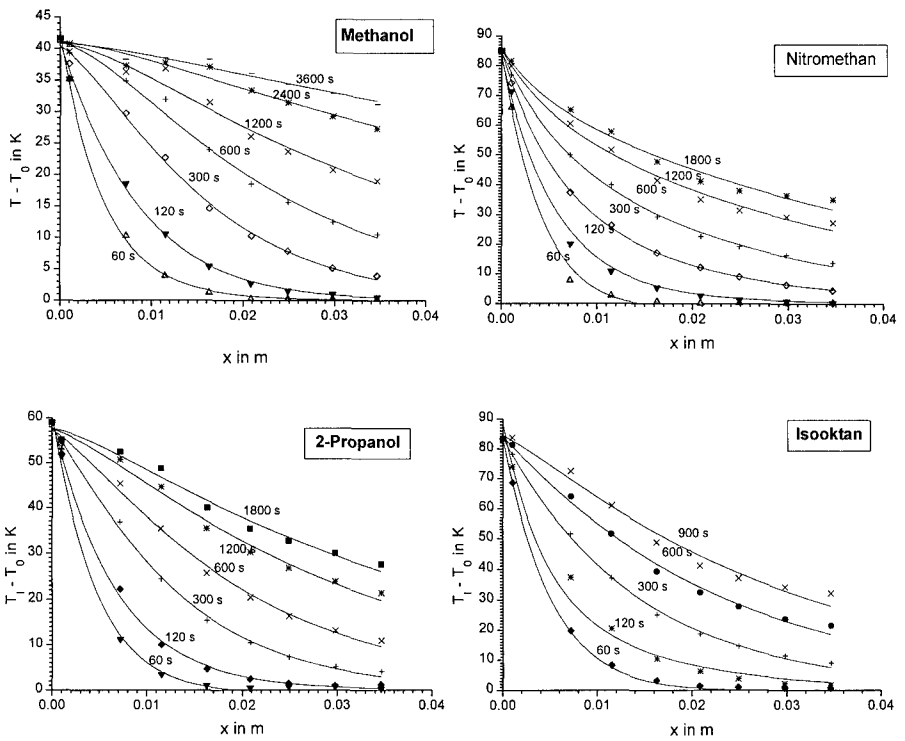 Methanol
T - T₀ in K
45
40
35
30
25
20
15
10
5
0
3600 s
2400 s
1200 s
600 s
300 s
120 s
60 s
0.00 0.01 0.02 0.03 0.04
x in m
Nitromethan
T - T₀ in K
90
80
70
60
50
40
30
20
10
0
1800 s
1200 s
600 s
300 s
120 s
60 s
0.00 0.01 0.02 0.03 0.04
x in m
2-Propanol
T_I - T₀ in K
60
50
40
30
20
10
0
1800 s
1200 s
600 s
300 s
120 s
60 s
0.00 0.01 0.02 0.03 0.04
x in m
Isooktan
T_I - T₀ in K
90
80
70
60
50
40
30
20
10
0
900 s
600 s
300 s
120 s
60 s
0.00 0.01 0.02 0.03 0.04
x in m